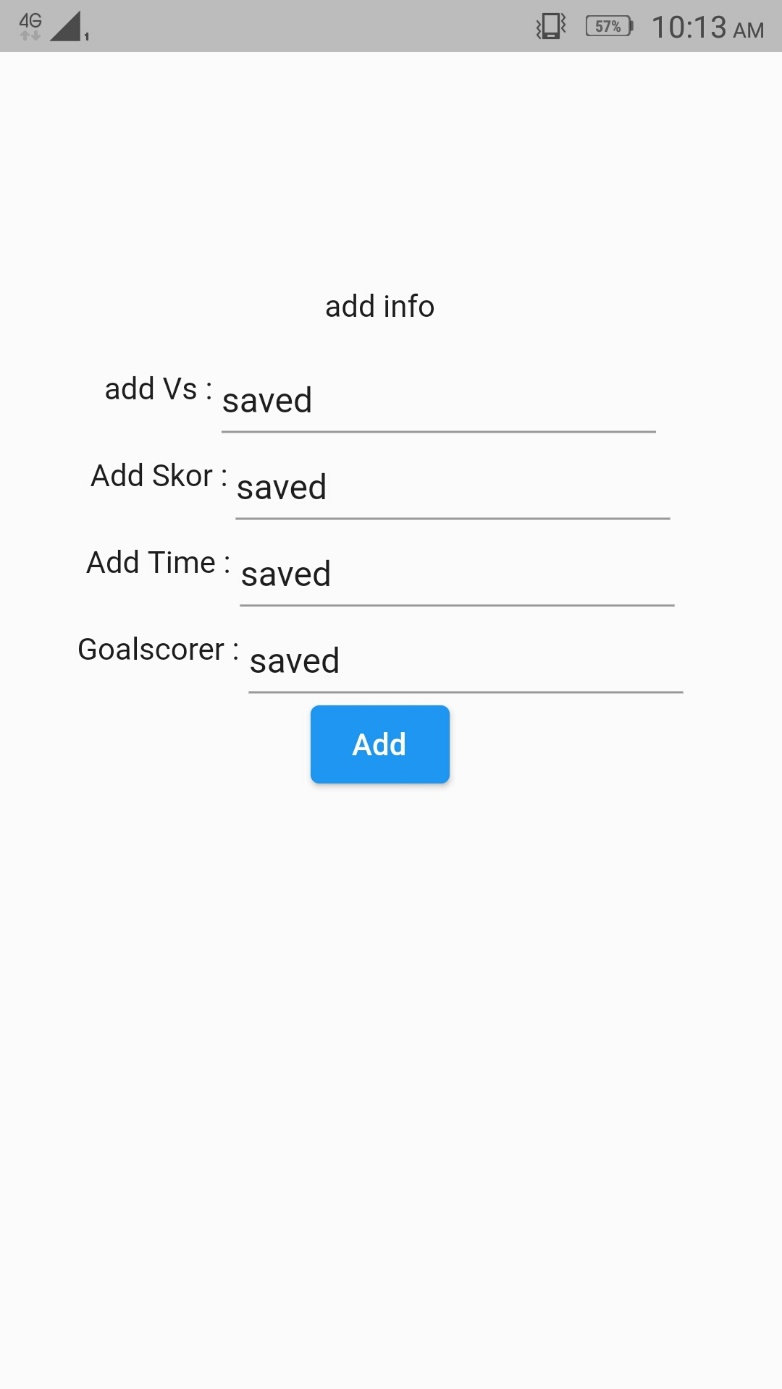 4G 1 57% 10:13 AM
add info
add Vs : saved
Add Skor : saved
Add Time : saved
Goalscorer : saved
Add